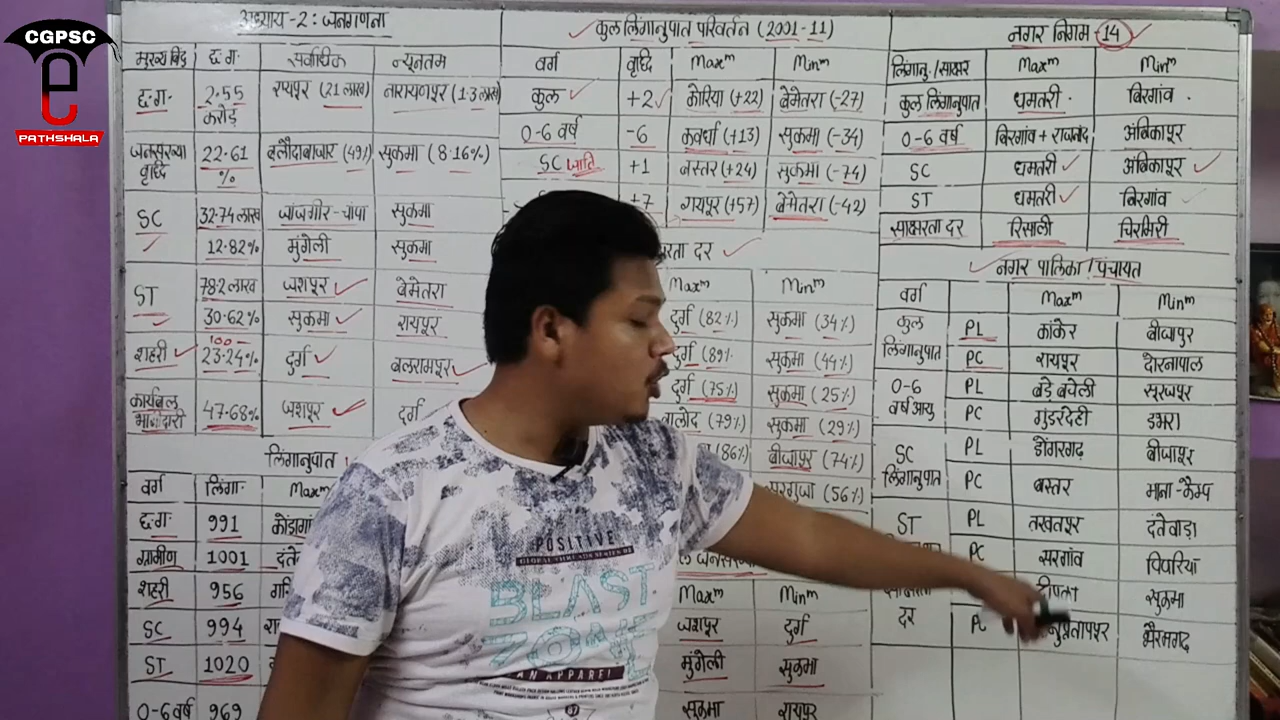 CGPSC
e
PATHSHALA
अध्याय-2: जनगणना
मुख्य बिंदु छ.ग. सर्वाधिक न्यूनतम
छ.ग. 2.55 करोड़ रायपुर (21 लाख) नारायणपुर (1.3 लाख)
जनसंख्या वृध्दि 22.61 % बलौदाबाजार (49%) सुकमा (8.16%)
SC 32.74 लाख जांजगीर-चांपा सुकमा
12.82% मुंगेली सुकमा
ST 78.2 लाख जशपुर बेमेतरा
30.62% सुकमा रायपुर
100-
शहरी 23.24% दुर्ग बलरामपुर
कार्यबल भागीदारी 47.68% जशपुर दुर्ग
लिंगानुपात
वर्ग लिंगा. Max
छ.ग. 991 कोंडागां
ग्रामीण 1001 दंते
शहरी 956
SC 994
ST 1020
0-6 वर्ष 969
कुल लिंगानुपात परिवर्तन (2001-11)
वर्ग वृध्दि Maxᵐ Minᵐ
कुल +2 कोरिया (+22) बेमेतरा (-27)
0-6 वर्ष -6 कवर्धा (+13) सुकमा (-34)
SC जाति +1 बस्तर (+24) सुकमा (-74)
+7 रायपुर (+57) बेमेतरा (-42)
रता दर
Maxᵐ Minᵐ
दुर्ग (82%) सुकमा (34%)
दुर्ग (89% सुकमा (44%)
दुर्ग (75%) सुकमा (25%)
बालोद (79%) सुकमा (29%)
(86%) बीजापुर (74%)
सरगुजा (56%)
ल जनसंख्या
Maxᵐ Minᵐ
जशपुर दुर्ग
मुंगेली सुकमा
सुकमा रायपुर
नगर निगम -14
लिंगानु./साक्षर Maxᵐ Minᵐ
कुल लिंगानुपात धमतरी बिरगांव
0-6 वर्ष बिरगांव + राजनांद अंबिकापुर
SC धमतरी अंबिकापुर
ST धमतरी बिरगांव
साक्षरता दर रिसाली चिरमिरी
नगर पालिका / पंचायत
वर्ग Maxᵐ Minᵐ
कुल लिंगानुपात PL कांकेर बीजापुर
PC रायपुर दोरनापाल
0-6 वर्ष आयु PL बड़े बचेली सूरजपुर
PC गुंडरदेही डभरा
SC लिंगानुपात PL डोंगरगढ़ बीजापुर
PC बस्तर माना-कैम्प
ST PL तखतपुर दंतेवाड़ा
PC सरगांव पिपरिया
दर सुकमा
भैरमगढ़
POSITIVE
BLAST